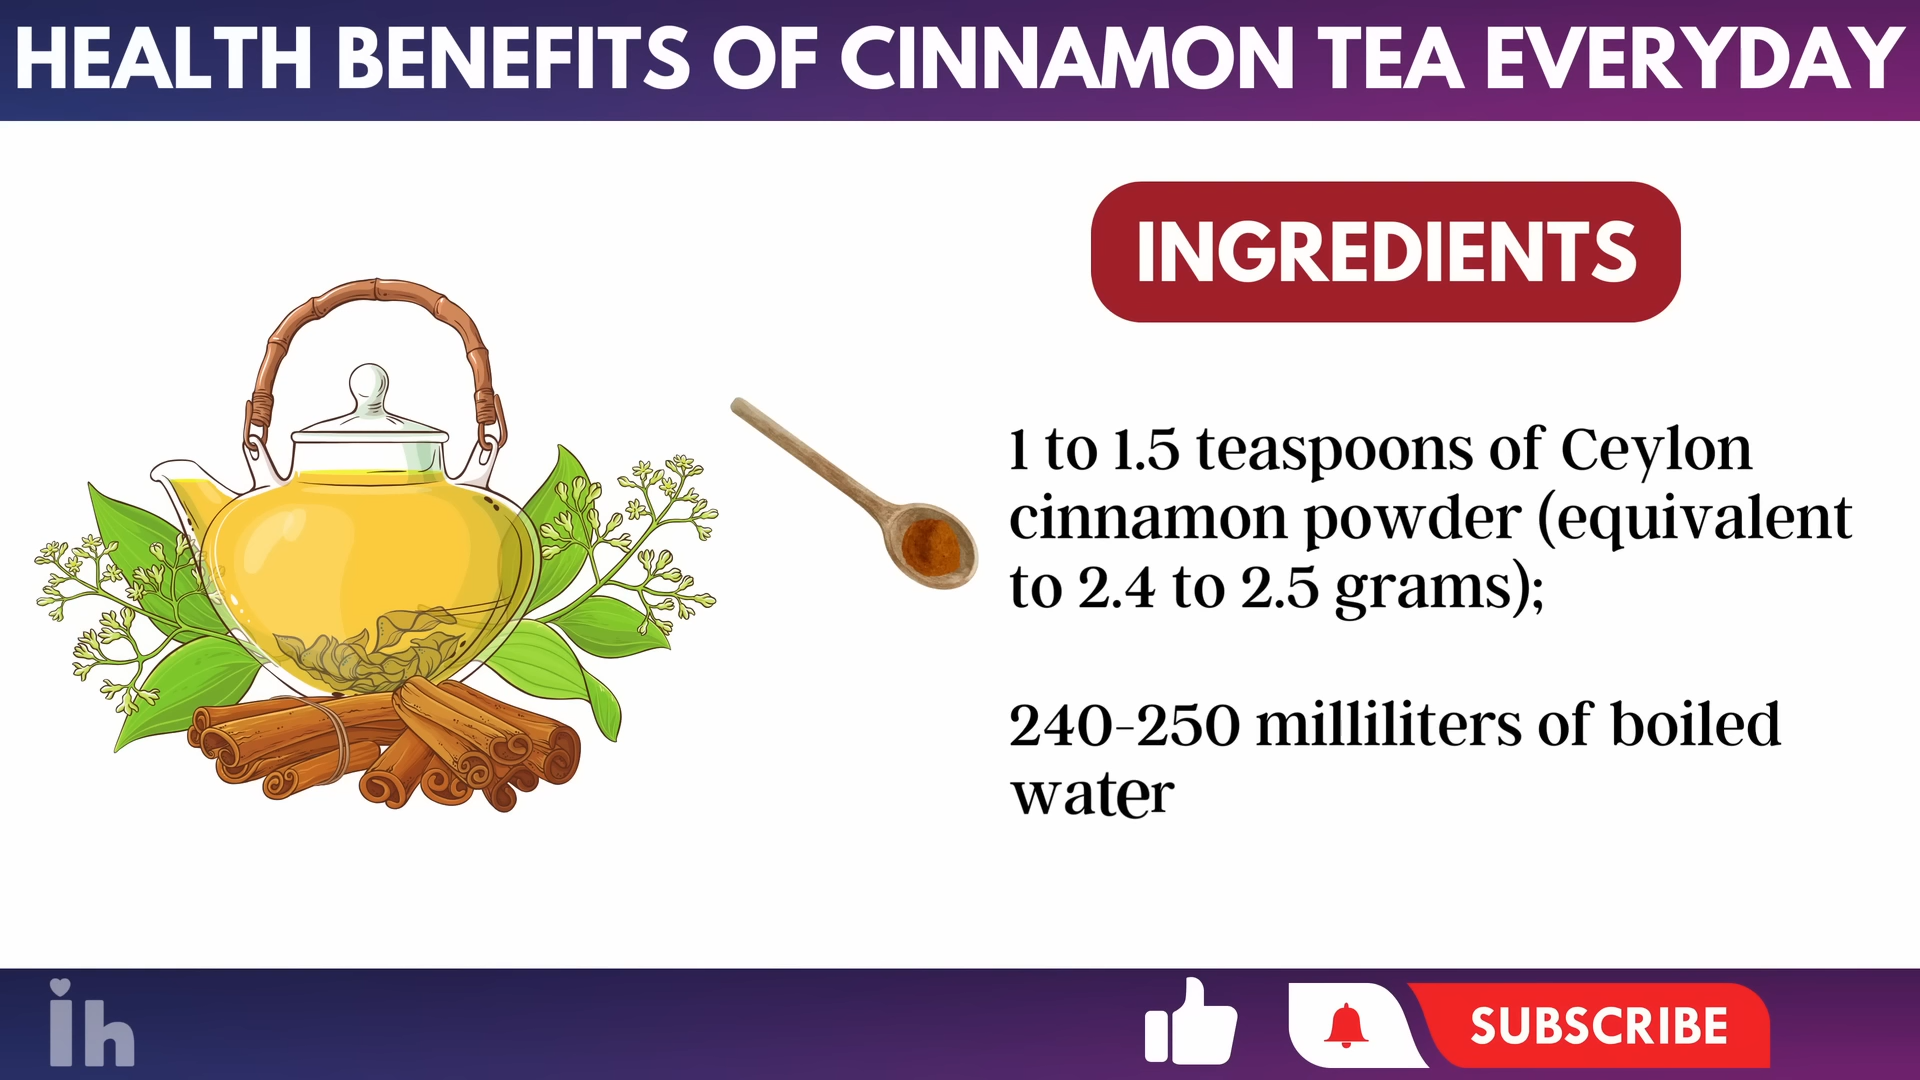 HEALTH BENEFITS OF CINNAMON TEA EVERYDAY
INGREDIENTS
1 to 1.5 teaspoons of Ceylon
cinnamon powder (equivalent
to 2.4 to 2.5 grams);
240-250 milliliters of boiled
water
ih
SUBSCRIBE